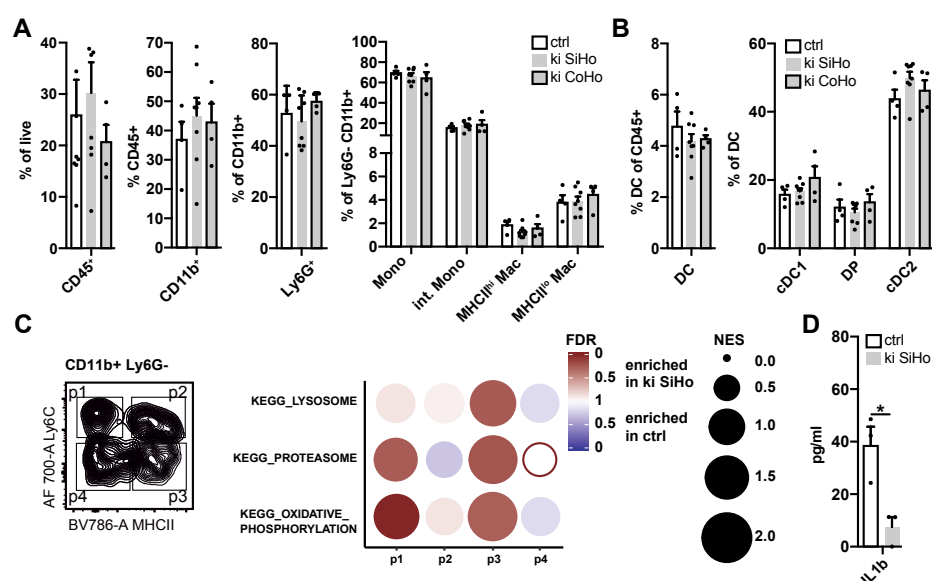 A
% of live
40
30
20
10
0
CD45+
% CD45+
70
60
50
40
30
20
10
0
CD11b+
% of CD11b+
80
60
40
20
0
Ly6G+
ctrl
ki SiHo
ki CoHo
% of Ly6G- CD11b+
100
80
60
40
20
8
6
4
2
0
Mono
int. Mono
MHCIIhi Mac
MHCIIlo Mac
B
% DC of CD45+
8
6
4
2
0
DC
ctrl
ki SiHo
ki CoHo
% of DC
60
40
20
0
cDC1
DP
cDC2
C
CD11b+ Ly6G-
p1
p2
p4
p3
AF 700-A Ly6C
BV786-A MHCII
KEGG_LYSOSOME
KEGG_PROTEASOME
KEGG_OXIDATIVE_
PHOSPHORYLATION
p1
p2
p3
p4
FDR
0
0.5
1
0.5
0
enriched
in ki SiHo
enriched
in ctrl
NES
0.0
0.5
1.0
1.5
2.0
D
ctrl
ki SiHo
pg/ml
80
60
40
20
0
*
IL1b